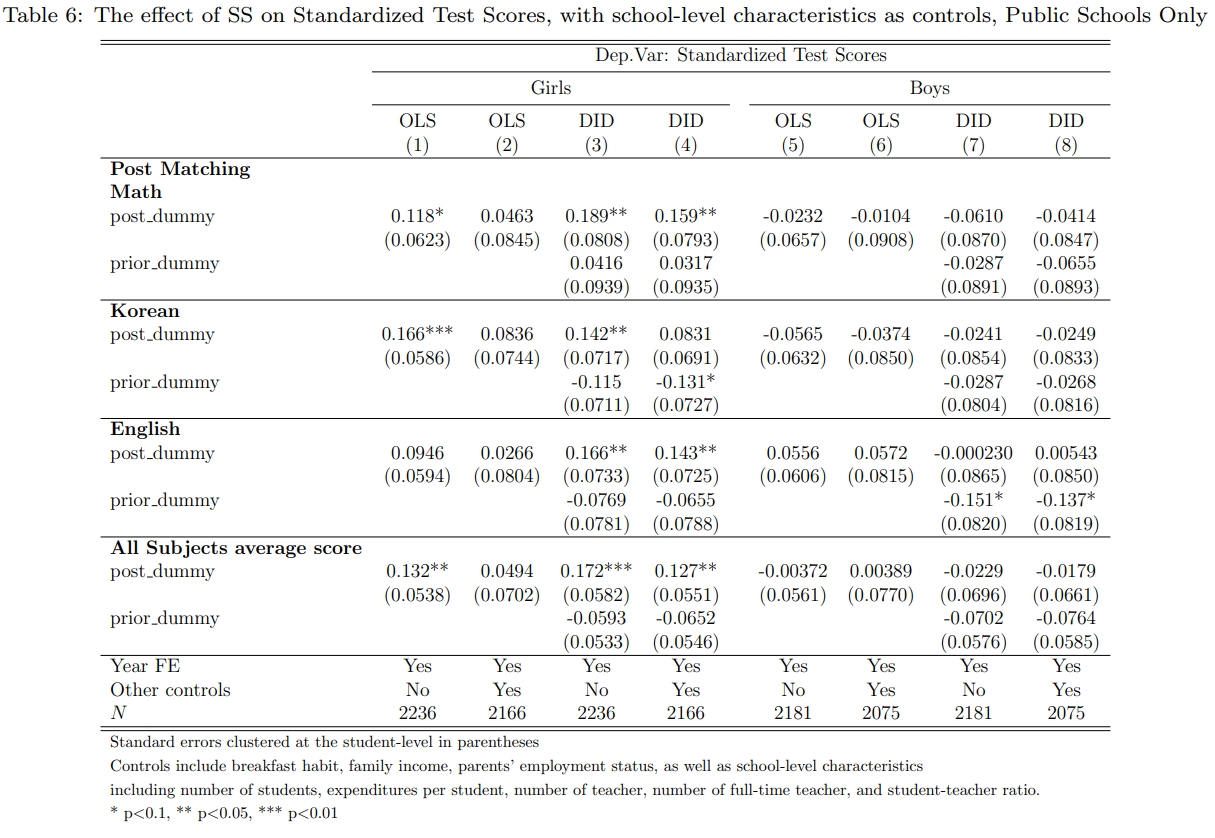 Table 6: The effect of SS on Standardized Test Scores, with school-level characteristics as controls, Public Schools Only
Dep.Var: Standardized Test Scores
Girls Boys
OLS OLS DID DID OLS OLS DID DID
(1) (2) (3) (4) (5) (6) (7) (8)
Post Matching
Math
post_dummy 0.118* 0.0463 0.189** 0.159** -0.0232 -0.0104 -0.0610 -0.0414
(0.0623) (0.0845) (0.0808) (0.0793) (0.0657) (0.0908) (0.0870) (0.0847)
prior_dummy 0.0416 0.0317 -0.0287 -0.0655
(0.0939) (0.0935) (0.0891) (0.0893)
Korean
post_dummy 0.166*** 0.0836 0.142** 0.0831 -0.0565 -0.0374 -0.0241 -0.0249
(0.0586) (0.0744) (0.0717) (0.0691) (0.0632) (0.0850) (0.0854) (0.0833)
prior_dummy -0.115 -0.131* -0.0287 -0.0268
(0.0711) (0.0727) (0.0804) (0.0816)
English
post_dummy 0.0946 0.0266 0.166** 0.143** 0.0556 0.0572 -0.000230 0.00543
(0.0594) (0.0804) (0.0733) (0.0725) (0.0606) (0.0815) (0.0865) (0.0850)
prior_dummy -0.0769 -0.0655 -0.151* -0.137*
(0.0781) (0.0788) (0.0820) (0.0819)
All Subjects average score
post_dummy 0.132** 0.0494 0.172*** 0.127** -0.00372 0.00389 -0.0229 -0.0179
(0.0538) (0.0702) (0.0582) (0.0551) (0.0561) (0.0770) (0.0696) (0.0661)
prior_dummy -0.0593 -0.0652 -0.0702 -0.0764
(0.0533) (0.0546) (0.0576) (0.0585)
Year FE Yes Yes Yes Yes Yes Yes Yes Yes
Other controls No Yes No Yes No Yes No Yes
N 2236 2166 2236 2166 2181 2075 2181 2075
Standard errors clustered at the student-level in parentheses
Controls include breakfast habit, family income, parents' employment status, as well as school-level characteristics
including number of students, expenditures per student, number of teacher, number of full-time teacher, and student-teacher ratio.
* p<0.1, ** p<0.05, *** p<0.01